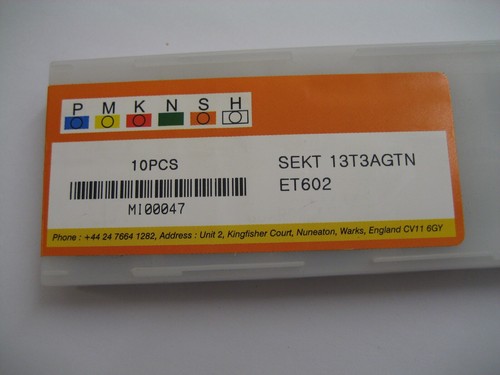 P M K N S H
10PCS
SEKT 13T3AGTN
ET602
MI00047
Phone : +44 24 7664 1282, Address : Unit 2, Kingfisher Court, Nuneaton, Warks, England CV11 6GY